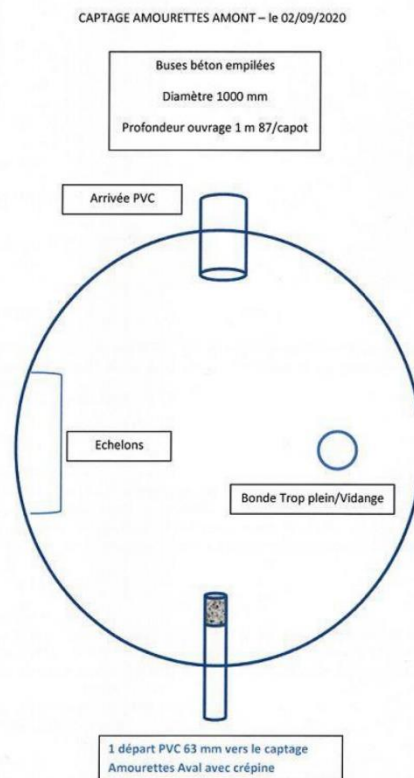 CAPTAGE AMOURETTES AMONT – le 02/09/2020
Buses béton empilées
Diamètre 1000 mm
Profondeur ouvrage 1 m 87/capot
Arrivée PVC
Echelons
Bonde Trop plein/Vidange
1 départ PVC 63 mm vers le captage
Amourettes Aval avec crépine